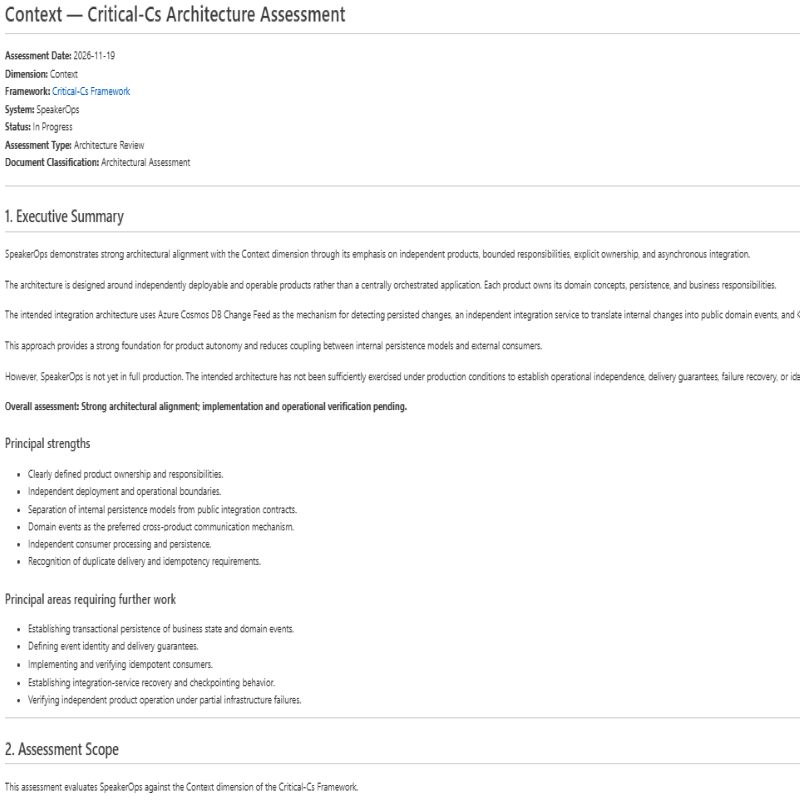 Context — Critical-Cs Architecture Assessment
Assessment Date: 2026-11-19
Dimension: Context
Framework: Critical-Cs Framework
System: SpeakerOps
Status: In Progress
Assessment Type: Architecture Review
Document Classification: Architectural Assessment
1. Executive Summary
SpeakerOps demonstrates strong architectural alignment with the Context dimension through its emphasis on independent products, bounded responsibilities, explicit ownership, and asynchronous integration.
The architecture is designed around independently deployable and operable products rather than a centrally orchestrated application. Each product owns its domain concepts, persistence, and business responsibilities.
The intended integration architecture uses Azure Cosmos DB Change Feed as the mechanism for detecting persisted changes, an independent integration service to translate internal changes into public domain events, and
This approach provides a strong foundation for product autonomy and reduces coupling between internal persistence models and external consumers.
However, SpeakerOps is not yet in full production. The intended architecture has not been sufficiently exercised under production conditions to establish operational independence, delivery guarantees, failure recovery, or
Overall assessment: Strong architectural alignment; implementation and operational verification pending.
Principal strengths
• Clearly defined product ownership and responsibilities.
• Independent deployment and operational boundaries.
• Separation of internal persistence models from public integration contracts.
• Domain events as the preferred cross-product communication mechanism.
• Independent consumer processing and persistence.
• Recognition of duplicate delivery and idempotency requirements.
Principal areas requiring further work
• Establishing transactional persistence of business state and domain events.
• Defining event identity and delivery guarantees.
• Implementing and verifying idempotent consumers.
• Establishing integration-service recovery and checkpointing behavior.
• Verifying independent product operation under partial infrastructure failures.
2. Assessment Scope
This assessment evaluates SpeakerOps against the Context dimension of the Critical-Cs Framework.